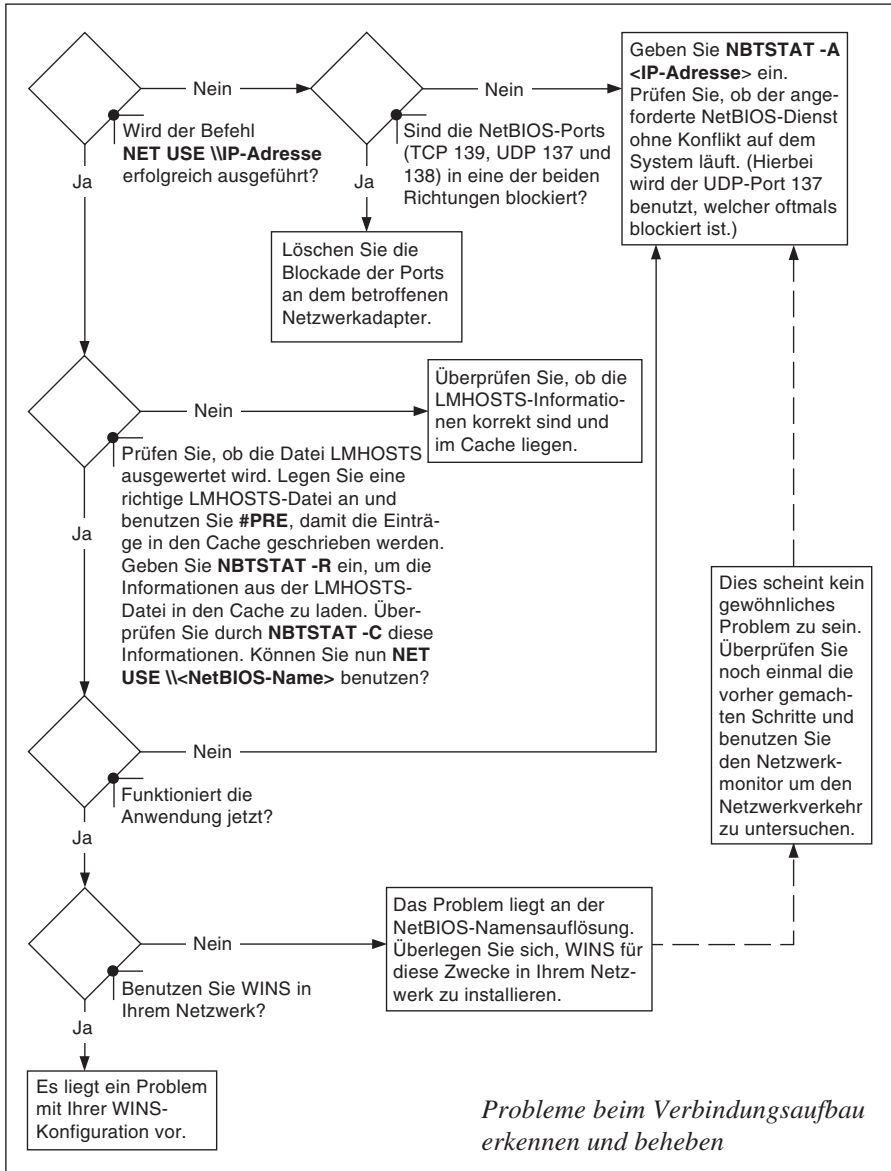 Nein
Nein
Wird der Befehl
NET USE \\IP-Adresse
erfolgreich ausgeführt?
Sind die NetBIOS-Ports
(TCP 139, UDP 137 und
138) in eine der beiden
Richtungen blockiert?
Geben Sie NBTSTAT -A
<IP-Adresse> ein.
Prüfen Sie, ob der ange-
forderte NetBIOS-Dienst
ohne Konflikt auf dem
System läuft. (Hierbei
wird der UDP-Port 137
benutzt, welcher oftmals
blockiert ist.)
Ja
Ja
Löschen Sie die
Blockade der Ports
an dem betroffenen
Netzwerkadapter.
Nein
Überprüfen Sie, ob die
LMHOSTS-Informatio-
nen korrekt sind und
im Cache liegen.
Prüfen Sie, ob die Datei LMHOSTS
ausgewertet wird. Legen Sie eine
richtige LMHOSTS-Datei an und
benutzen Sie #PRE, damit die Einträ-
ge in den Cache geschrieben werden.
Geben Sie NBTSTAT -R ein, um die
Informationen aus der LMHOSTS-
Datei in den Cache zu laden. Über-
prüfen Sie durch NBTSTAT -C diese
Informationen. Können Sie nun NET
USE \\<NetBIOS-Name> benutzen?
Ja
Dies scheint kein
gewöhnliches
Problem zu sein.
Überprüfen Sie
noch einmal die
vorher gemach-
ten Schritte und
benutzen Sie
den Netzwerk-
monitor um den
Netzwerkverkehr
zu untersuchen.
Nein
Funktioniert die
Anwendung jetzt?
Ja
Nein
Das Problem liegt an der
NetBIOS-Namensauflösung.
Überlegen Sie sich, WINS für
diese Zwecke in Ihrem Netz-
werk zu installieren.
Benutzen Sie WINS in
Ihrem Netzwerk?
Ja
Es liegt ein Problem
mit Ihrer WINS-
Konfiguration vor.
Probleme beim Verbindungsaufbau
erkennen und beheben